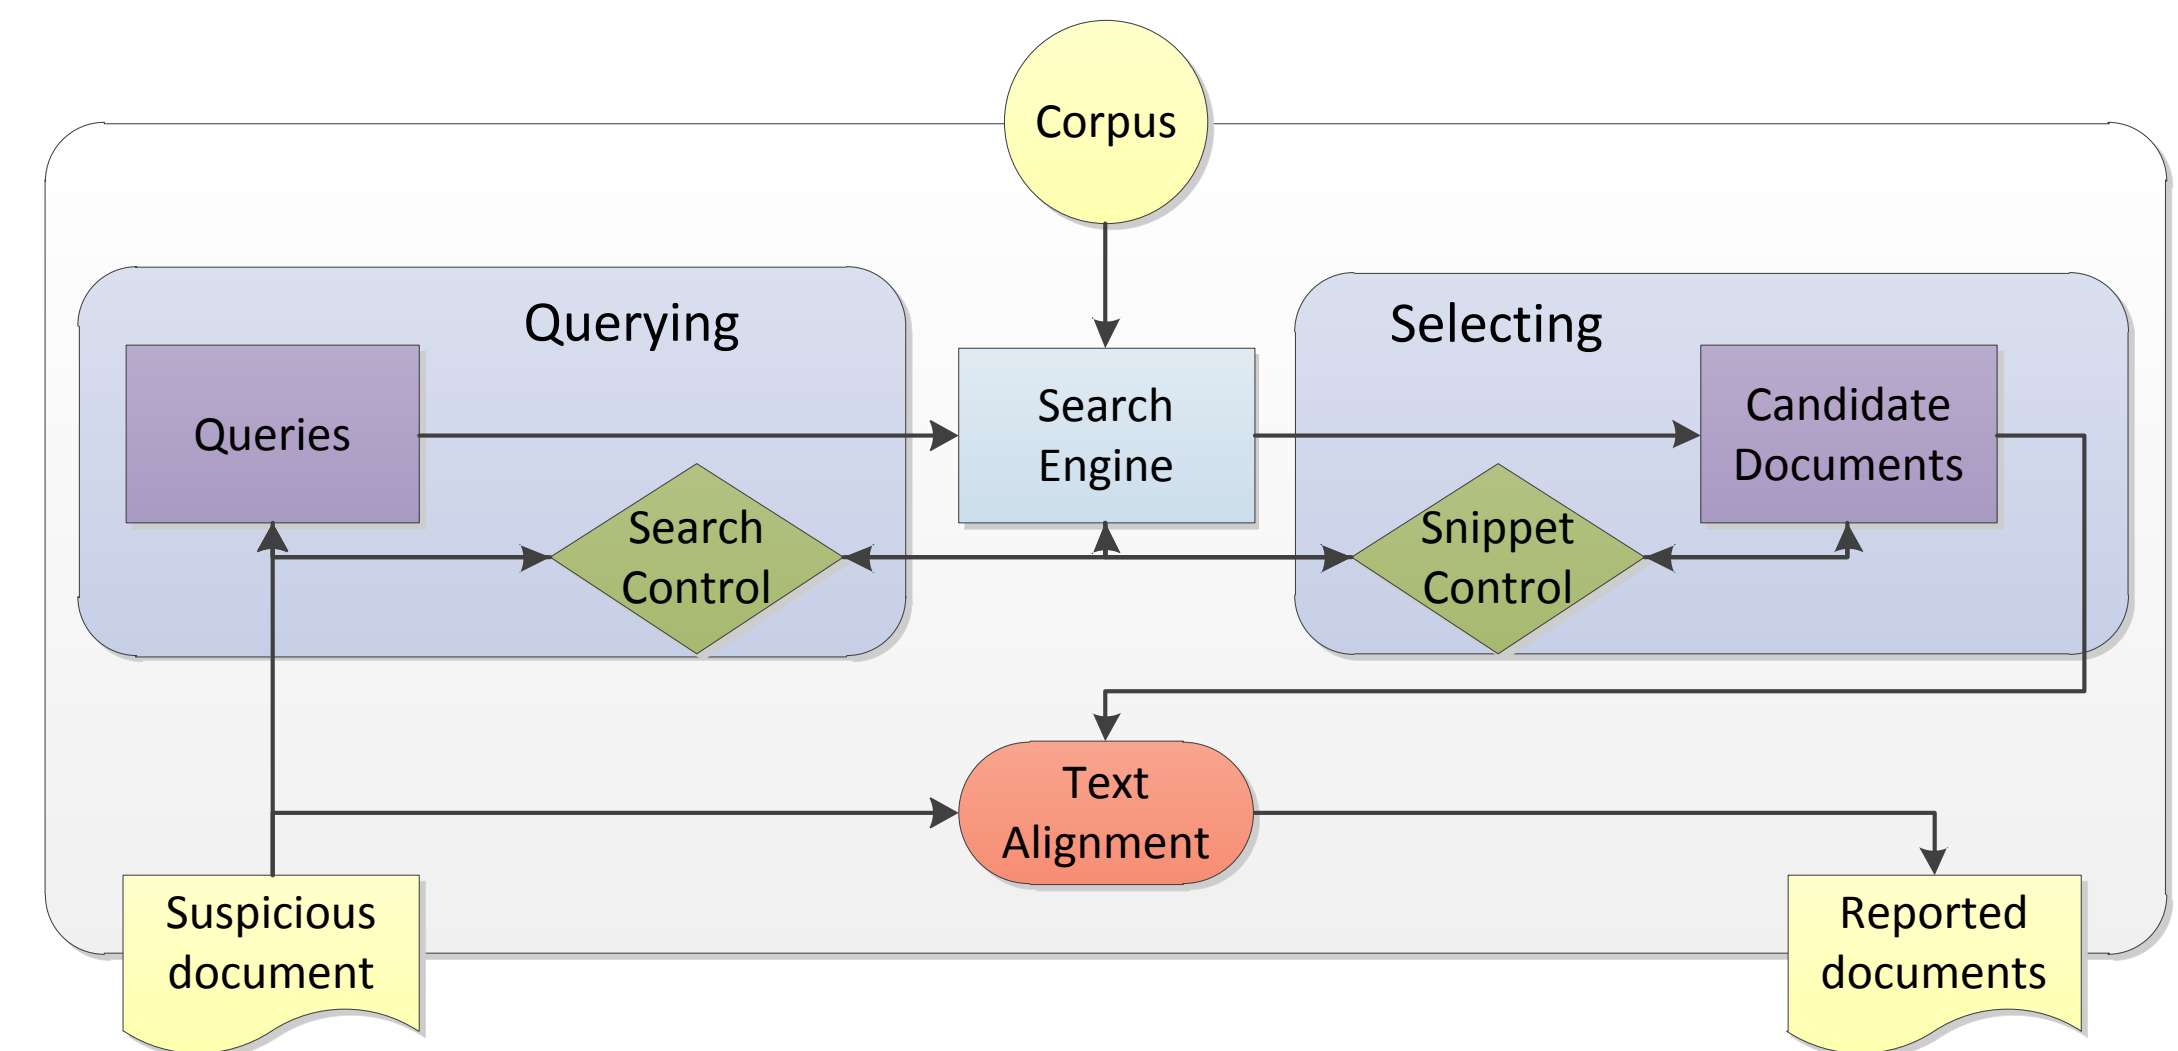 Corpus
Querying
Selecting
Queries
Search
Engine
Candidate
Documents
Search
Control
Snippet
Control
Text
Alignment
Suspicious
document
Reported
documents